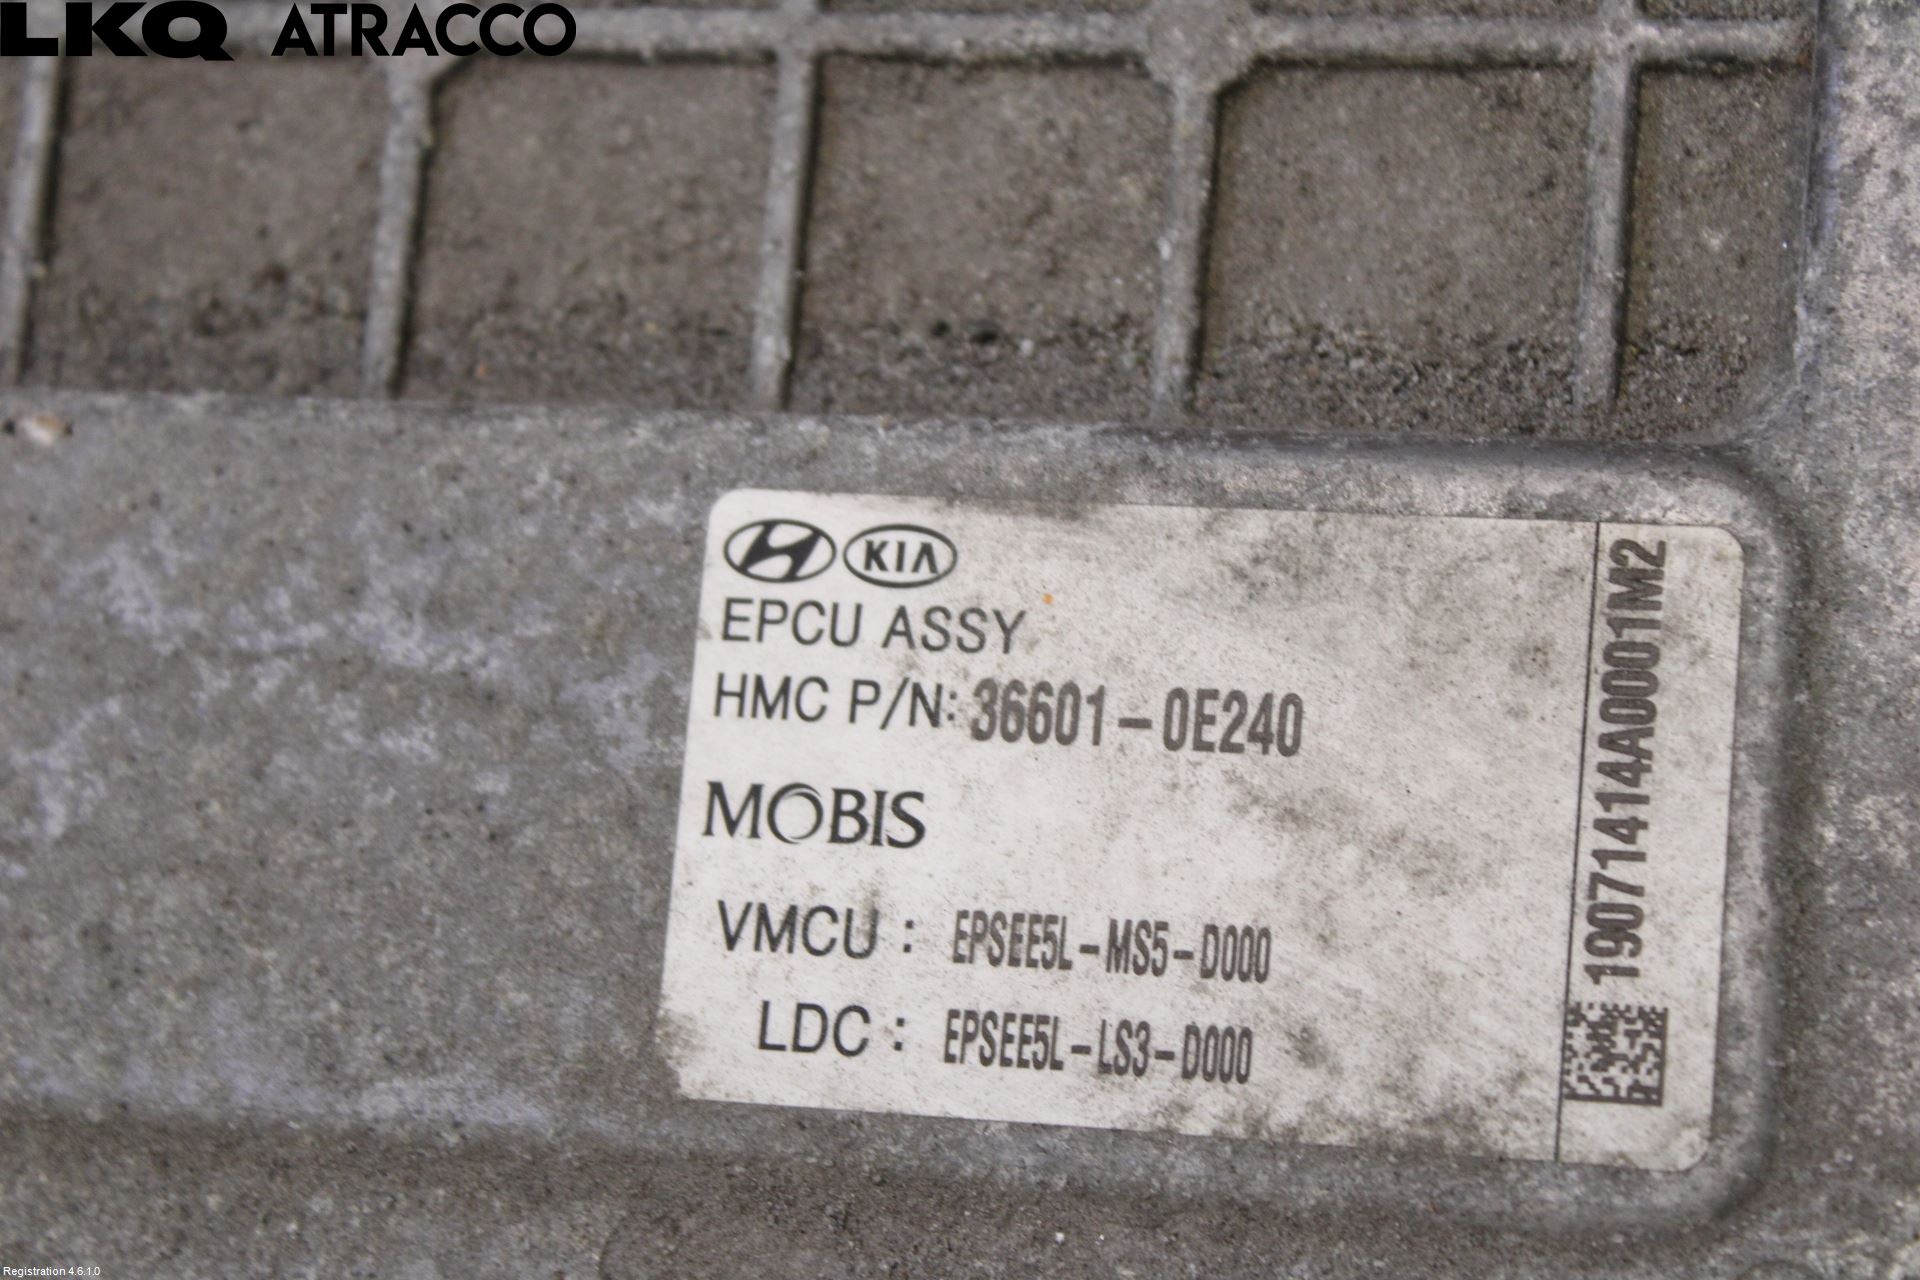 LKQ ATRACCO
KIA
EPCU ASSY
HMC P/N: 36601-0E240
MOBIS
VMCU : EPSEE5L-MS5-D000
LDC : EPSEE5L-LS3-D000
19071414A0001M2
Registration 4.6.1.0